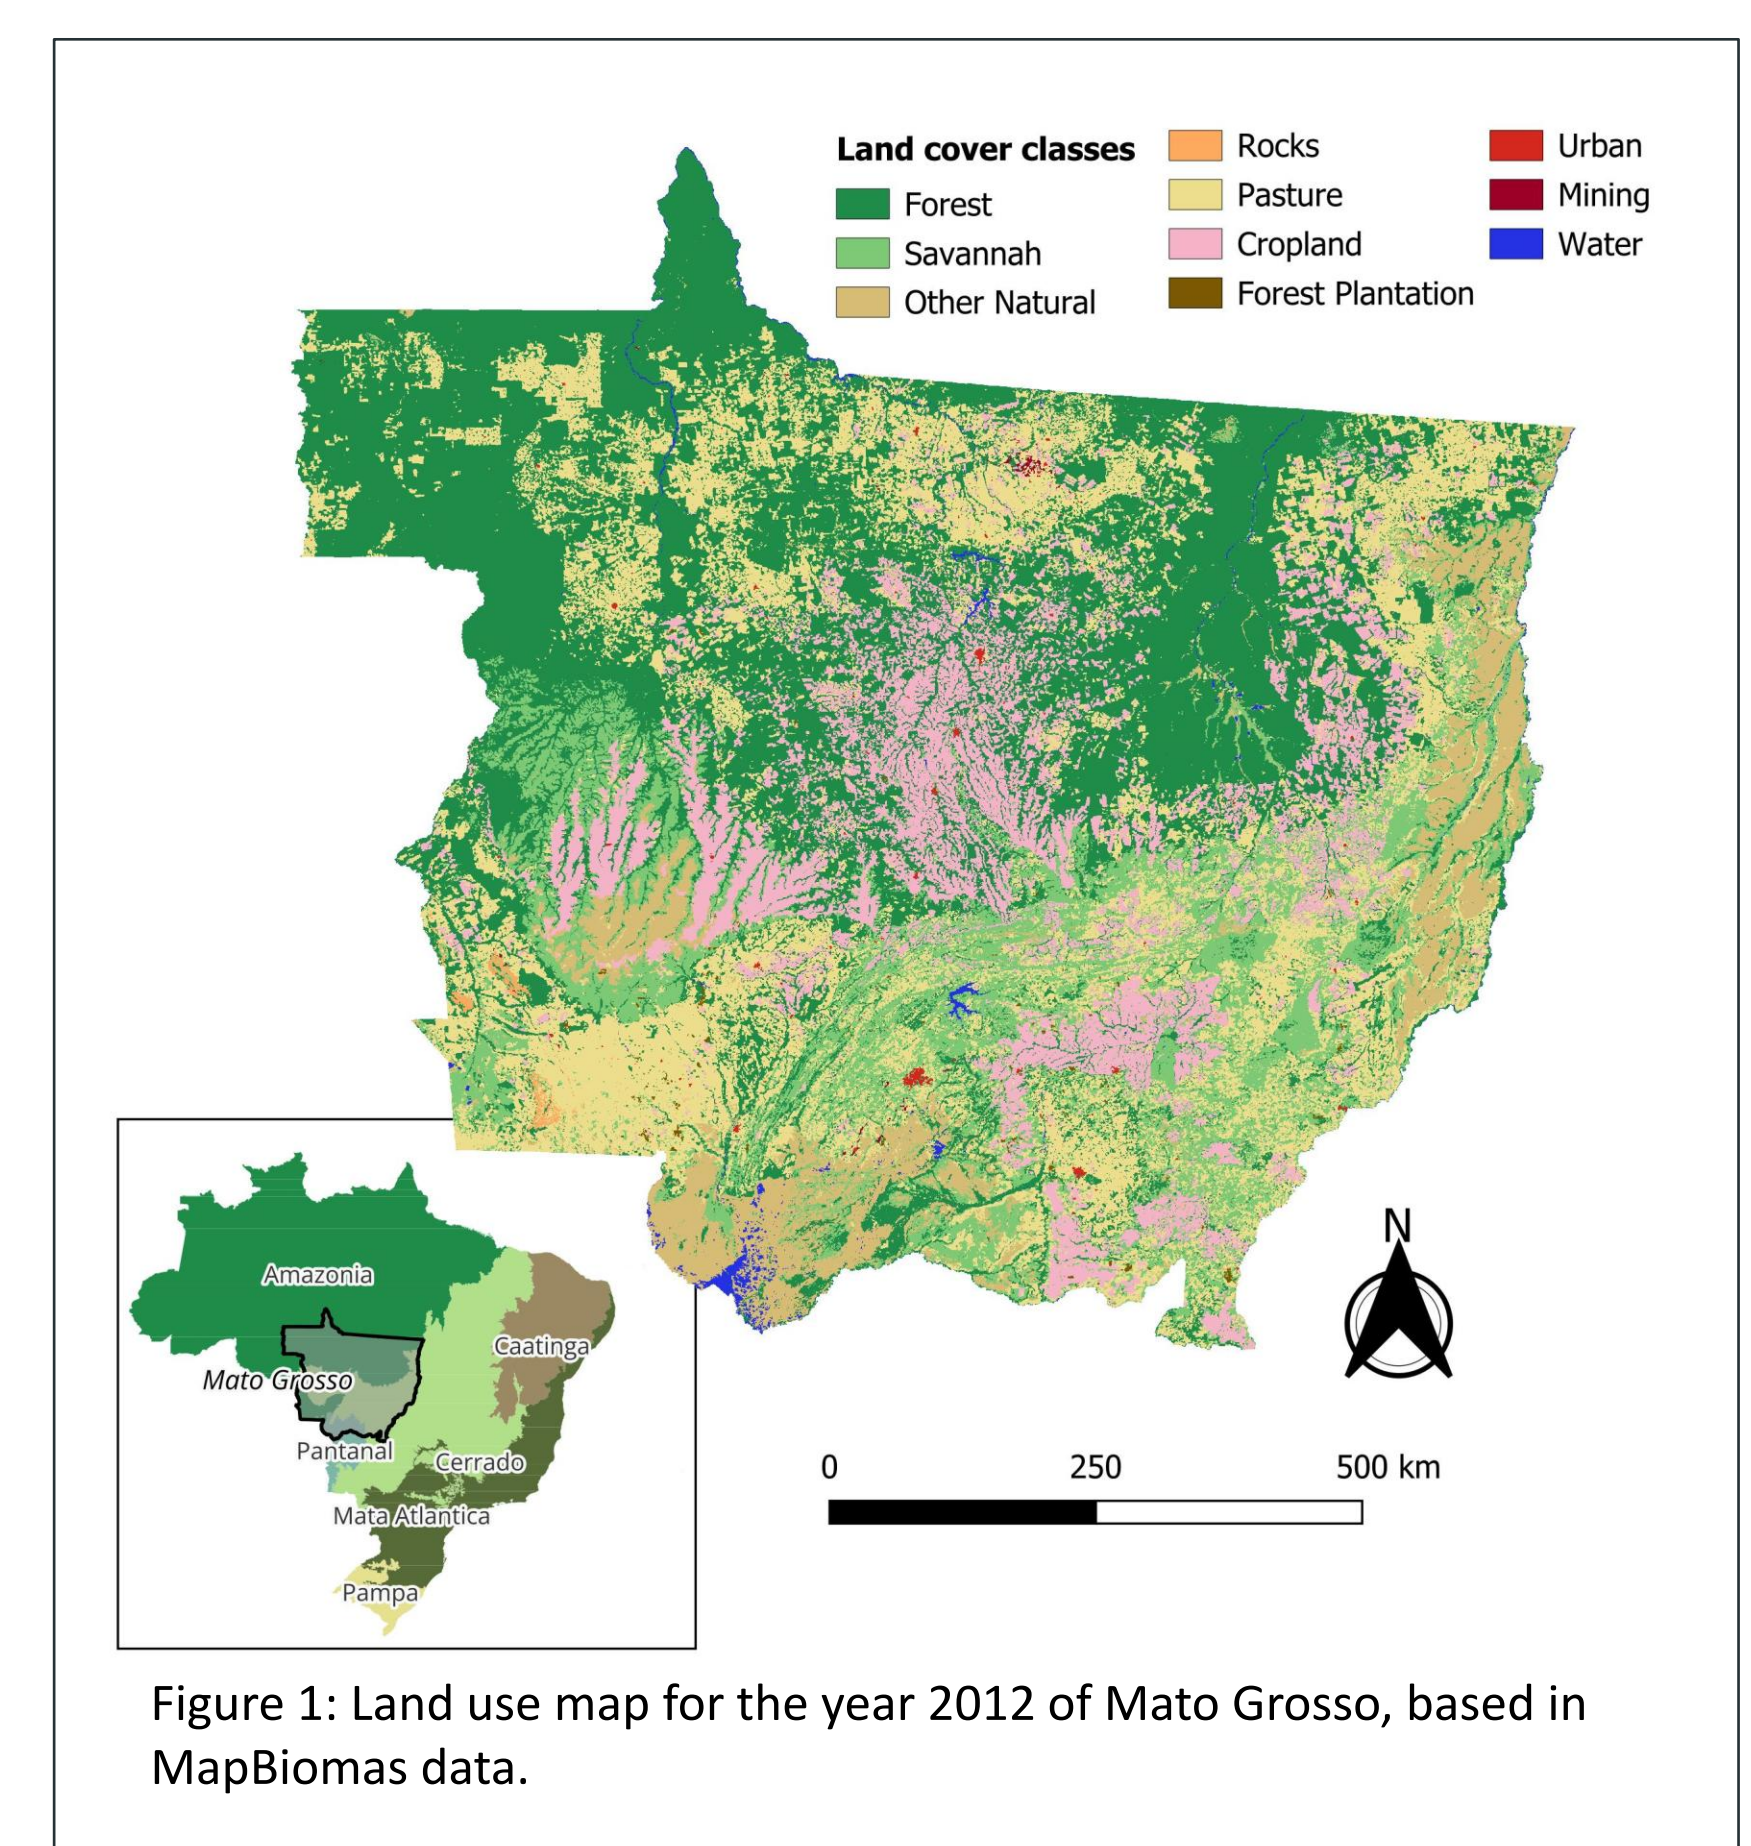 Land cover classes
Forest
Savannah
Other Natural
Rocks
Pasture
Cropland
Forest Plantation
Urban
Mining
Water
Amazonia
Caatinga
Mato Grosso
Pantanal
Cerrado
Mata Atlantica
Pampa
N
0 250 500 km
Figure 1: Land use map for the year 2012 of Mato Grosso, based in
MapBiomas data.